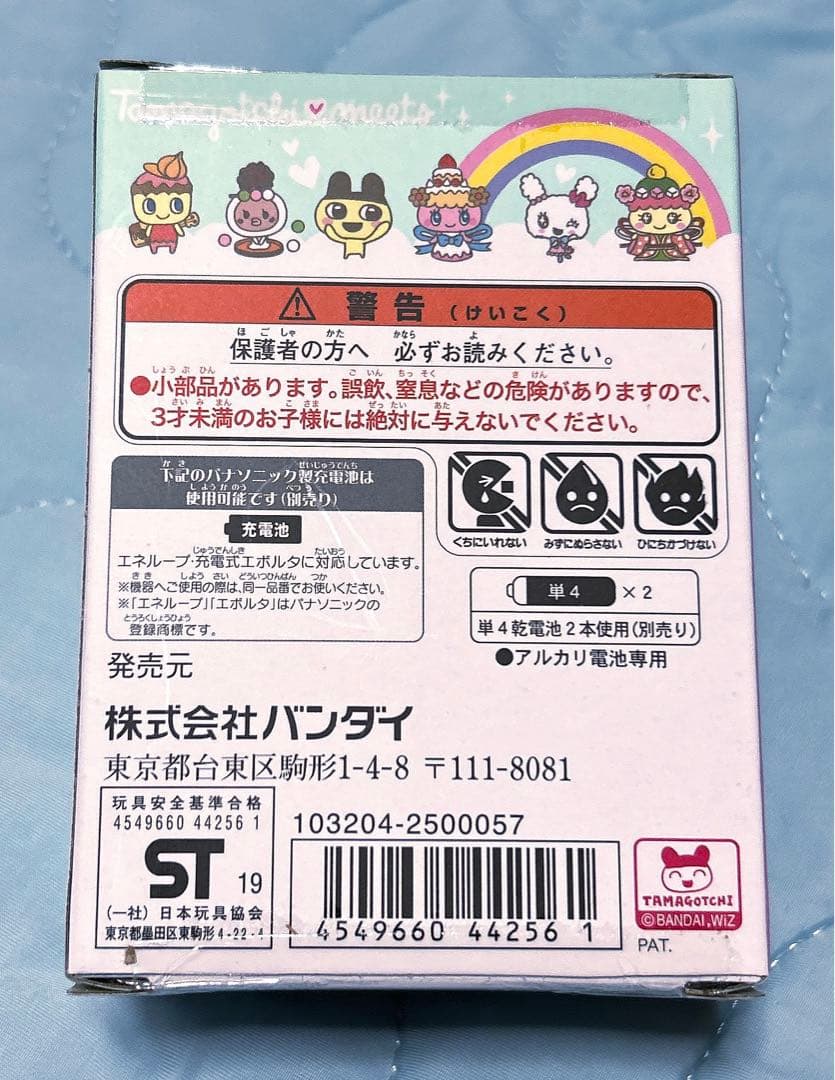 Tamagotchi♥meets
⚠ 警告 (けいこく)
保護者の方へ 必ずお読みください。
●小部品があります。誤飲、窒息などの危険がありますので、
3才未満のお子様には絶対に与えないでください。
下記のパナソニック製充電池は
使用可能です(別売り)
充電池
エネループ・充電式エボルタに対応しています。
※機器へご使用の際は、同一品番でお使いください。
※「エネループ」「エボルタ」はパナソニックの
登録商標です。
くちにいれない
みずにぬらさない
ひにちかづけない
単4 ×2
単4乾電池2本使用(別売り)
●アルカリ電池専用
発売元
株式会社バンダイ
東京都台東区駒形1-4-8 〒111-8081
玩具安全基準合格
4549660 44256 1
ST 19
(一社) 日本玩具協会
東京都墨田区東駒形4-22-4
103204-2500057
4549660 442561
TAMAGOTCHI
©BANDAI,WiZ
PAT.